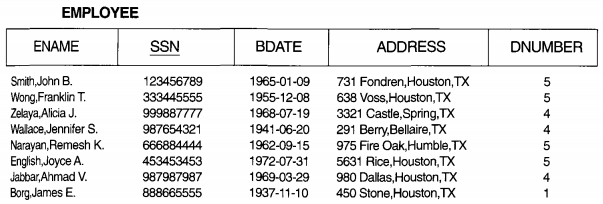 EMPLOYEE
ENAME SSN BDATE ADDRESS DNUMBER
Smith,John B. 123456789 1965-01-09 731 Fondren,Houston,TX 5
Wong,Franklin T. 333445555 1955-12-08 638 Voss,Houston,TX 5
Zelaya,Alicia J. 999887777 1968-07-19 3321 Castle,Spring,TX 4
Wallace,Jennifer S. 987654321 1941-06-20 291 Berry,Bellaire,TX 4
Narayan,Remesh K. 666884444 1962-09-15 975 Fire Oak,Humble,TX 5
English,Joyce A. 453453453 1972-07-31 5631 Rice,Houston,TX 5
Jabbar,Ahmad V. 987987987 1969-03-29 980 Dallas,Houston,TX 4
Borg,James E. 888665555 1937-11-10 450 Stone,Houston,TX 1